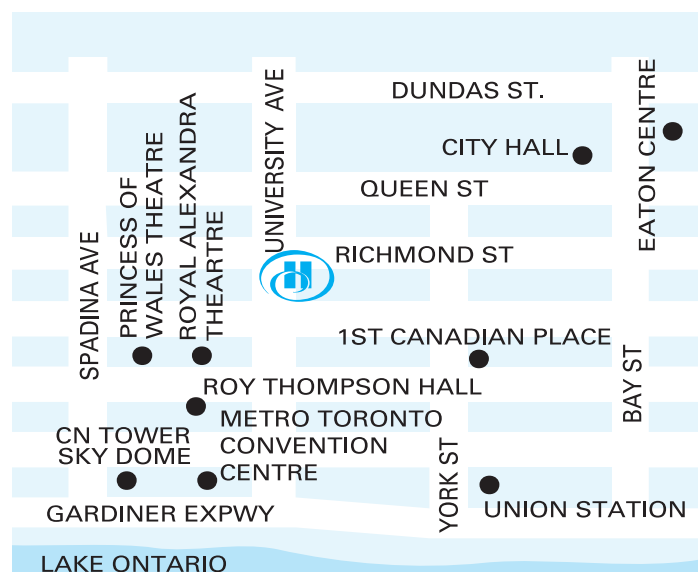 DUNDAS ST.
CITY HALL
EATON CENTRE
QUEEN ST
UNIVERSITY AVE
RICHMOND ST
PRINCESS OF
WALES THEATRE
ROYAL ALEXANDRA
THEARTRE
SPADINA AVE
1ST CANADIAN PLACE
BAY ST
ROY THOMPSON HALL
METRO TORONTO
CONVENTION
CENTRE
CN TOWER
SKY DOME
YORK ST
UNION STATION
GARDINER EXPWY
LAKE ONTARIO